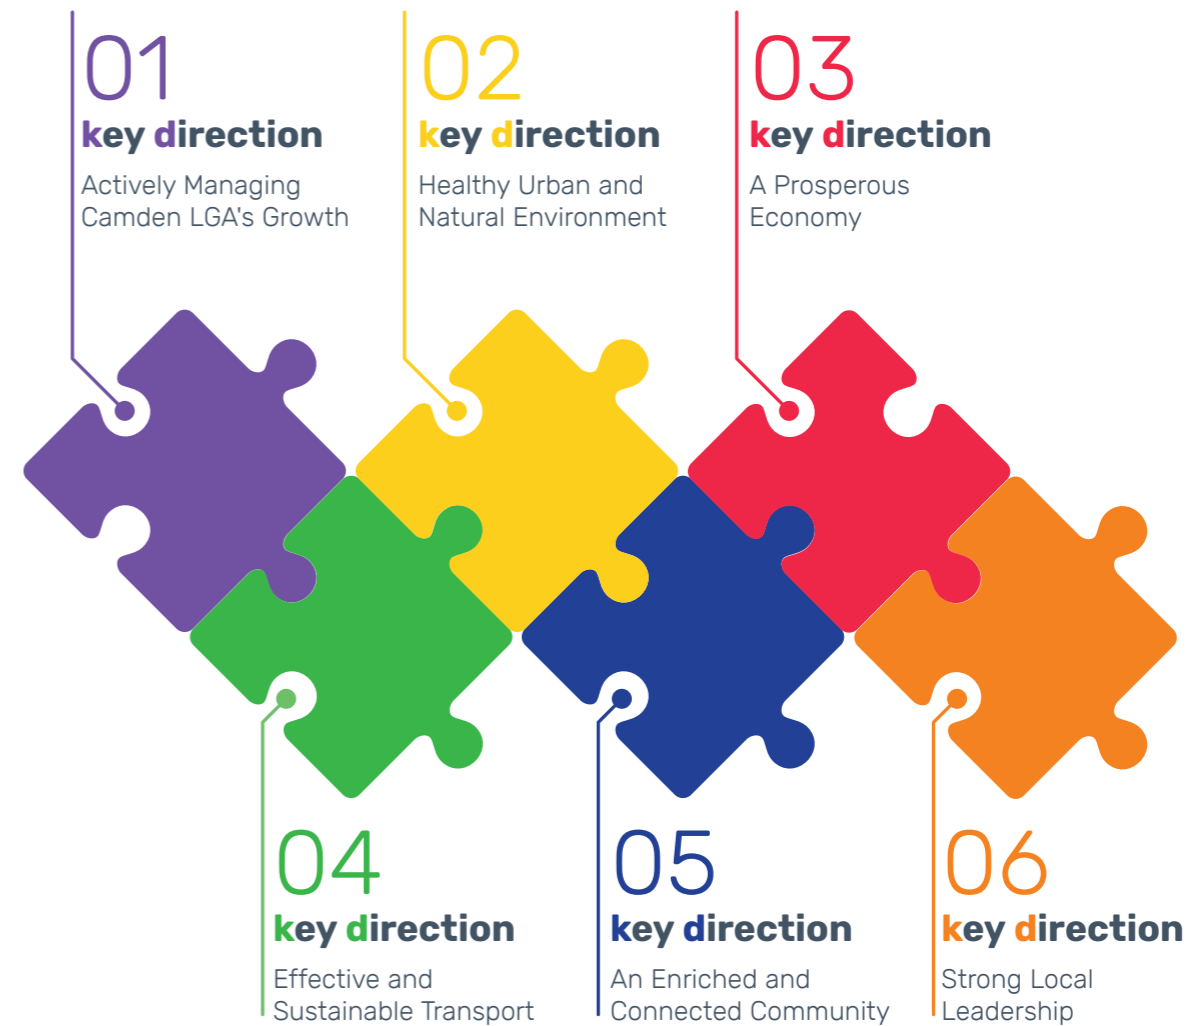 01
key direction
Actively Managing
Camden LGA's Growth
02
key direction
Healthy Urban and
Natural Environment
03
key direction
A Prosperous
Economy
04
key direction
Effective and
Sustainable Transport
05
key direction
An Enriched and
Connected Community
06
key direction
Strong Local
Leadership